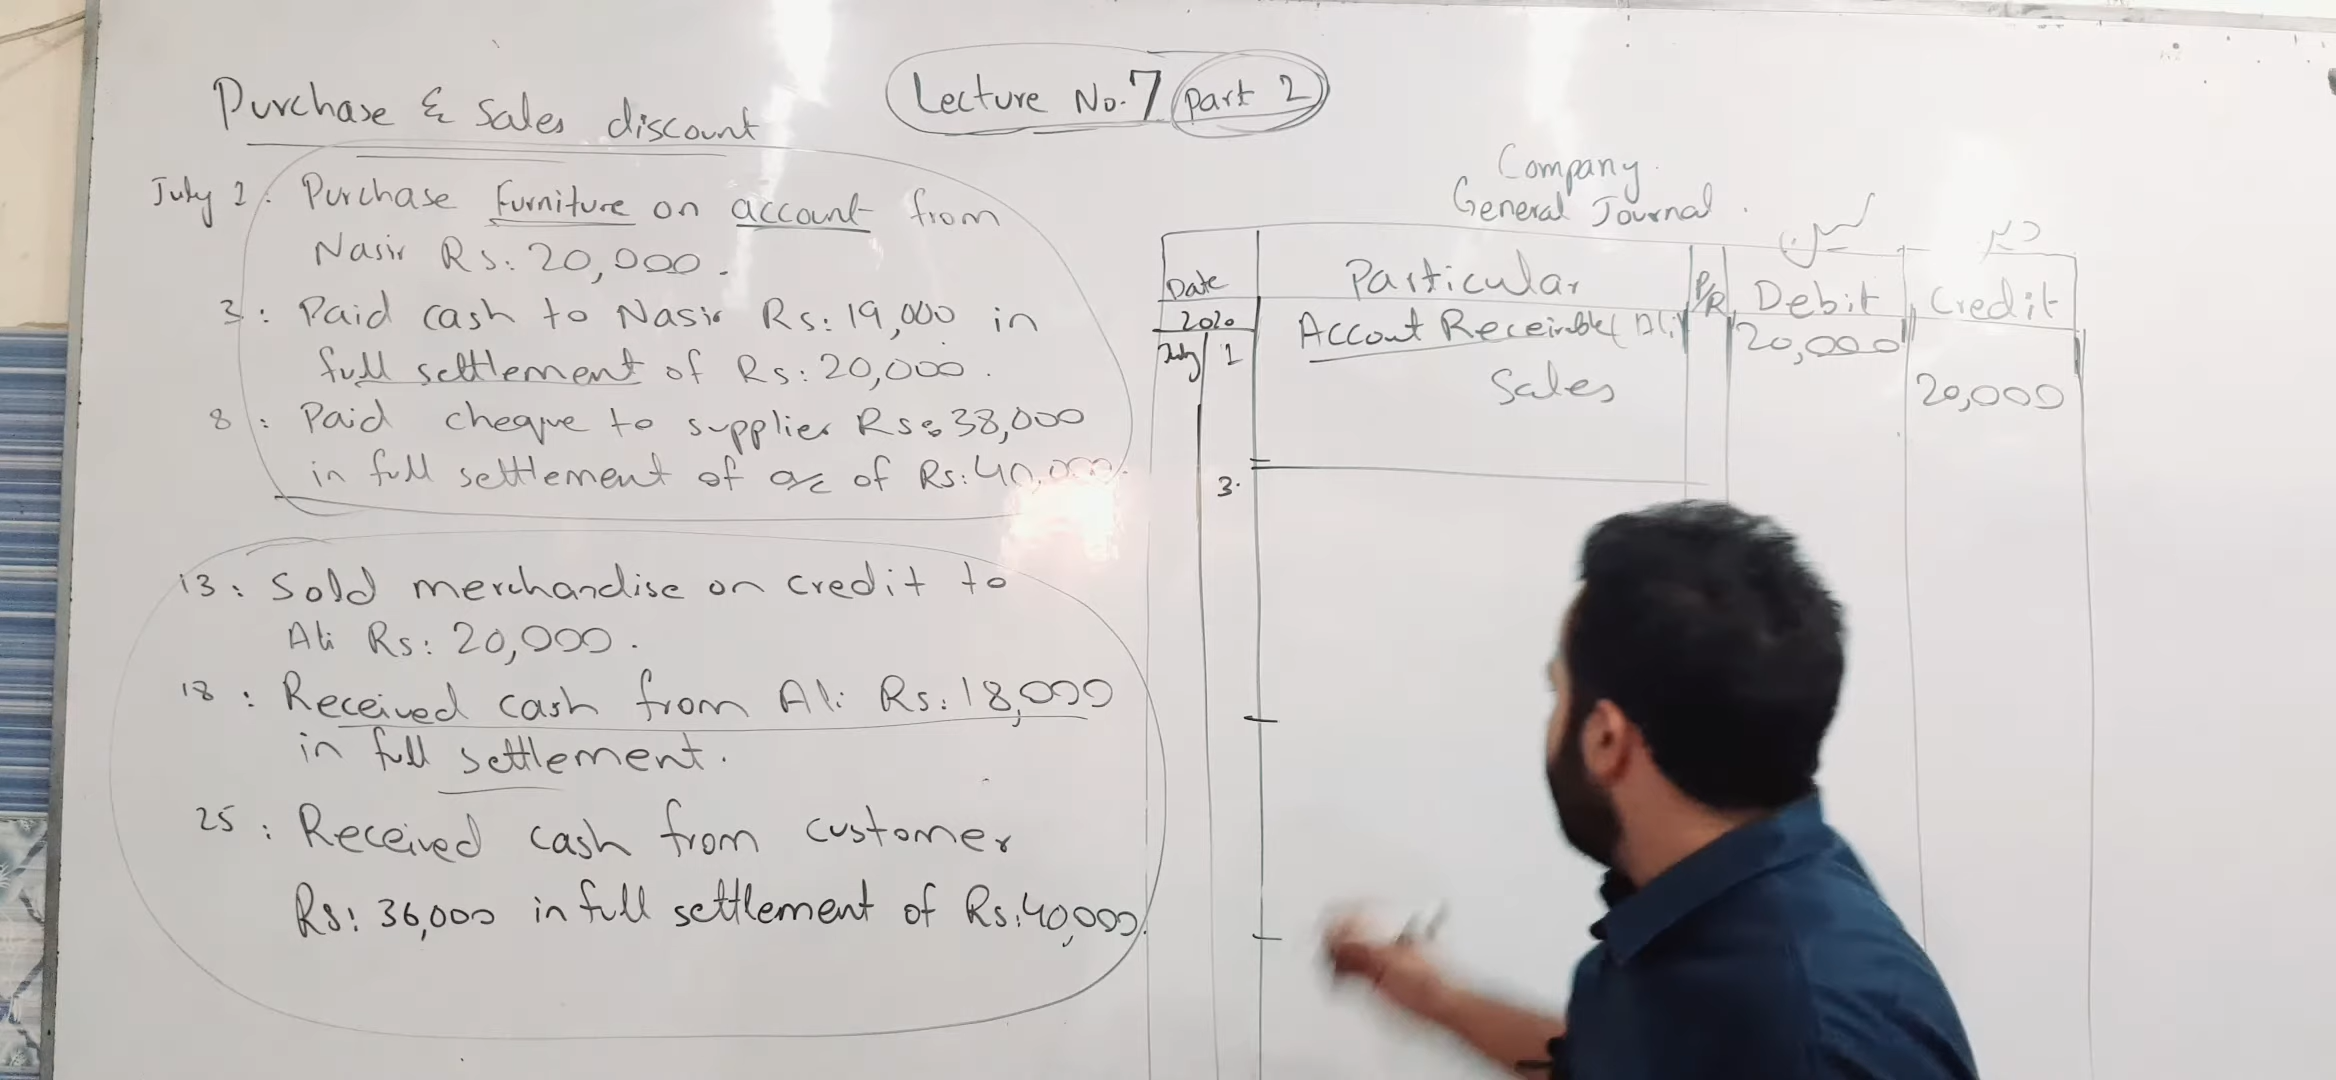 Lecture No.7 Part 2
Purchase & Sales discount
July 1: Purchase Furniture on account from
Nasir Rs: 20,000.
3: Paid cash to Nasir Rs: 19,000 in
full settlement of Rs: 20,000.
8: Paid cheque to supplier Rs: 38,000
in full settlement of a/c of Rs: 40,000.
13: Sold merchandise on credit to
Ali Rs: 20,000.
18: Received cash from Ali Rs: 18,000
in full settlement.
25: Received cash from customer
Rs: 36,000 in full settlement of Rs: 40,000.
Company.
General Journal.
Date Particular P/R Debit Credit
2020
July 1 Accout Receivable (Ali) 20,000
Sales 20,000
3.